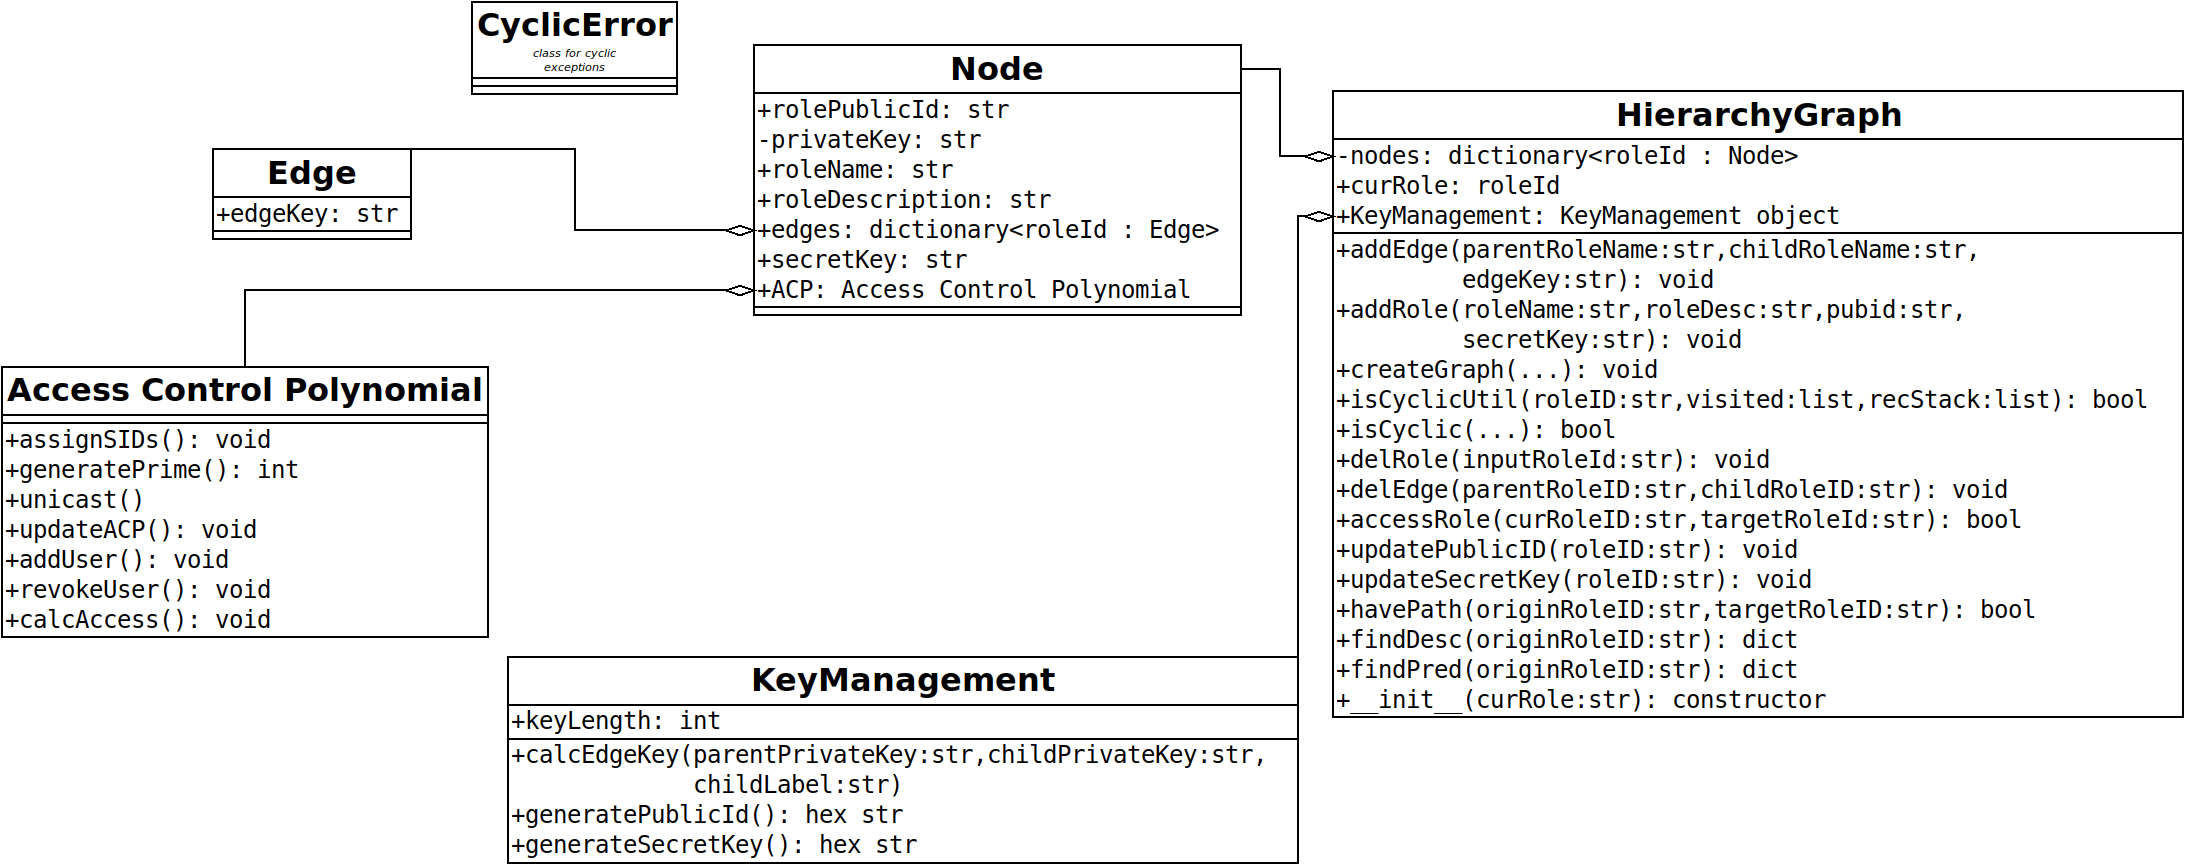 CyclicError
class for cyclic
exceptions
Node
+rolePublicId: str
-privateKey: str
+roleName: str
+roleDescription: str
+edges: dictionary<roleId : Edge>
+secretKey: str
+ACP: Access Control Polynomial
Edge
+edgeKey: str
HierarchyGraph
-nodes: dictionary<roleId : Node>
+curRole: roleId
+KeyManagement: KeyManagement object
+addEdge(parentRoleName:str,childRoleName:str,
edgeKey:str): void
+addRole(roleName:str,roleDesc:str,pubid:str,
secretKey:str): void
+createGraph(...): void
+isCyclicUtil(roleID:str,visited:list,recStack:list): bool
+isCyclic(...): bool
+delRole(inputRoleId:str): void
+delEdge(parentRoleID:str,childRoleID:str): void
+accessRole(curRoleID:str,targetRoleId:str): bool
+updatePublicID(roleID:str): void
+updateSecretKey(roleID:str): void
+havePath(originRoleID:str,targetRoleID:str): bool
+findDesc(originRoleID:str): dict
+findPred(originRoleID:str): dict
+__init__(curRole:str): constructor
Access Control Polynomial
+assignSIDs(): void
+generatePrime(): int
+unicast()
+updateACP(): void
+addUser(): void
+revokeUser(): void
+calcAccess(): void
KeyManagement
+keyLength: int
+calcEdgeKey(parentPrivateKey:str,childPrivateKey:str,
childLabel:str)
+generatePublicId(): hex str
+generateSecretKey(): hex str